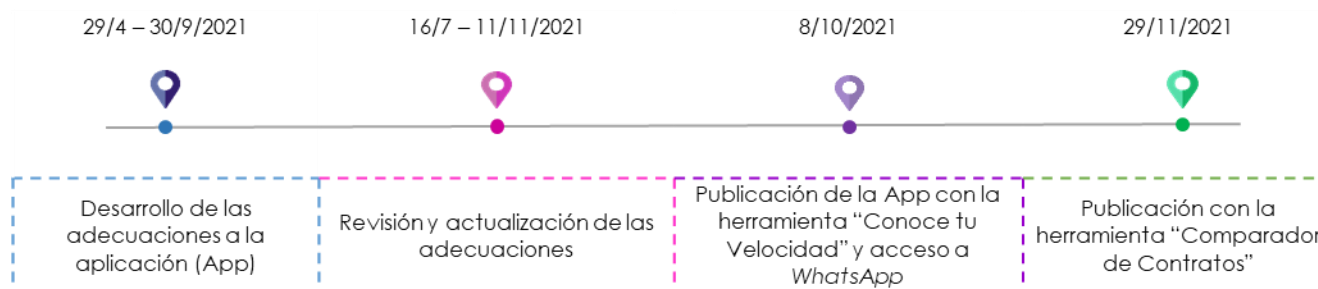 29/4 – 30/9/2021
16/7 – 11/11/2021
8/10/2021
29/11/2021
Desarrollo de las
adecuaciones a la
aplicación (App)
Revisión y actualización de las
adecuaciones
Publicación de la App con la
herramienta “Conoce tu
Velocidad” y acceso a
WhatsApp
Publicación con la
herramienta “Comparador
de Contratos”